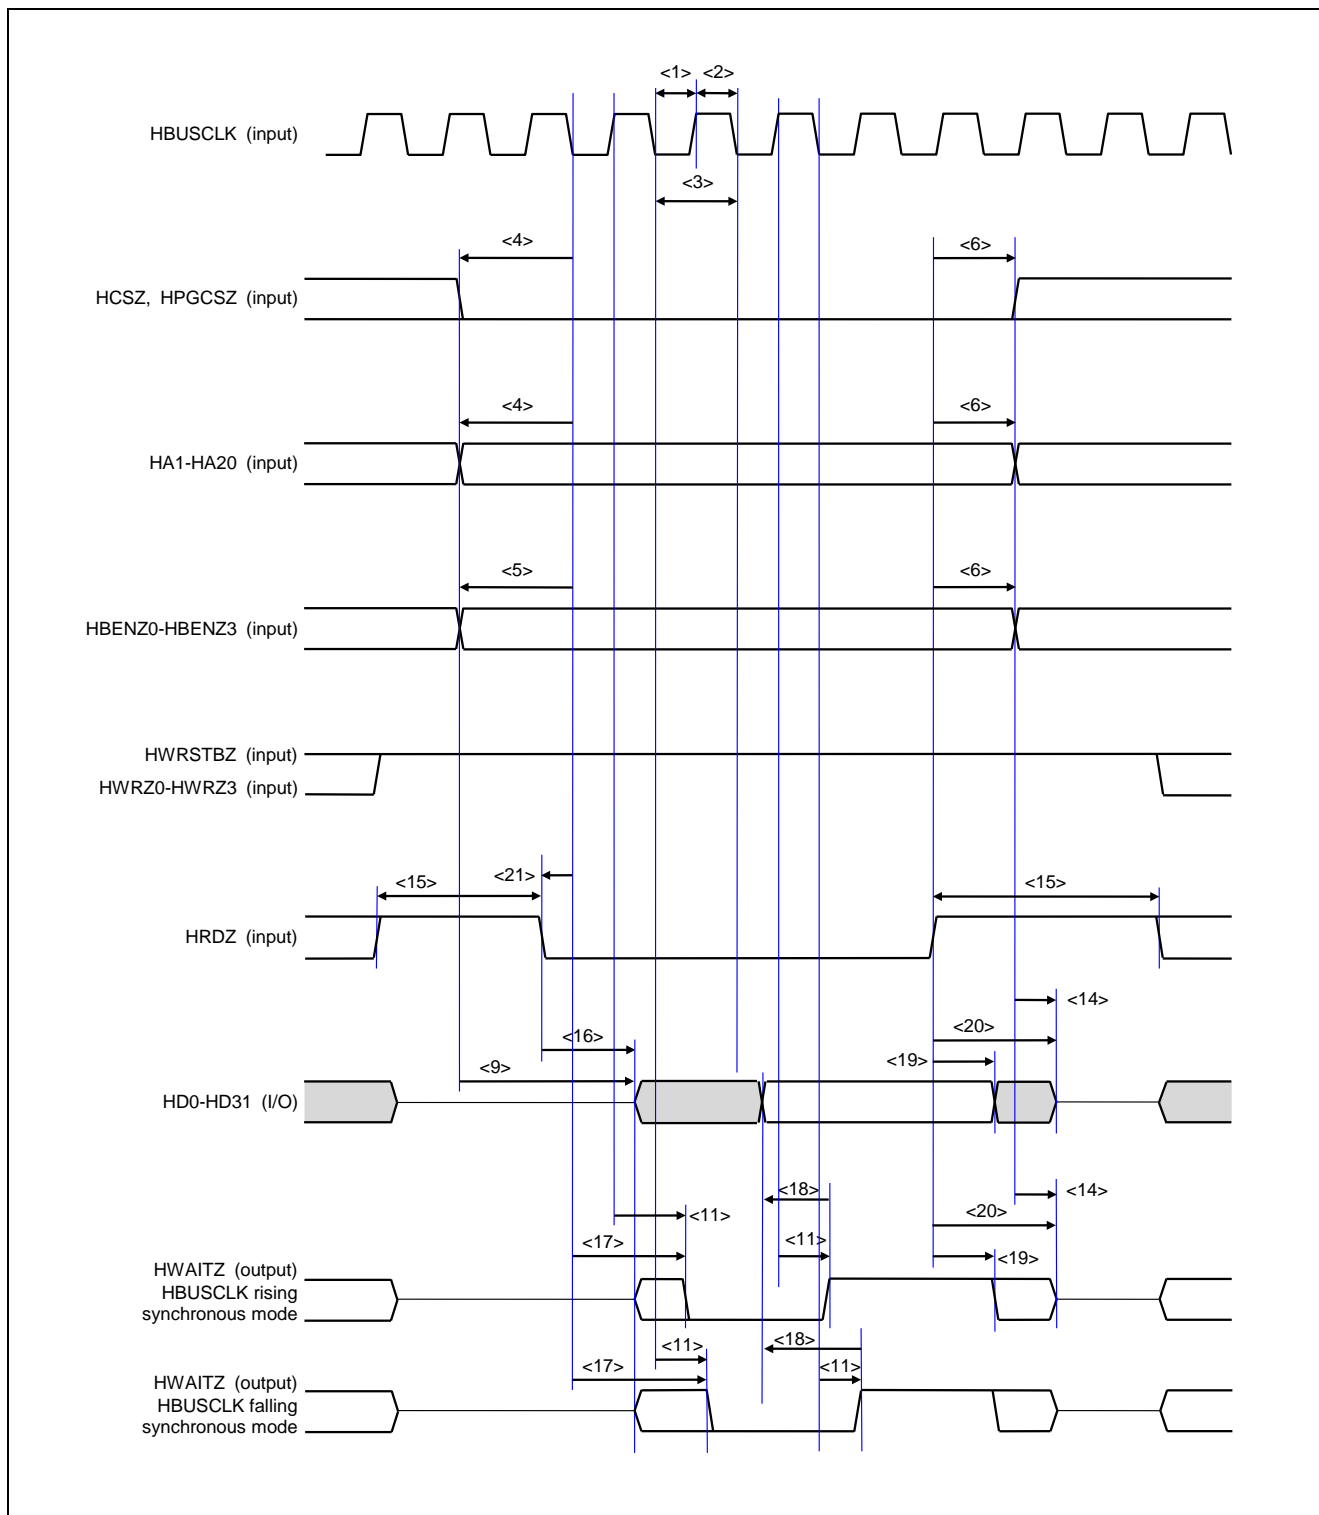 <1> <2>
HBUSCLK (input)
<3>
<4> <6>
HCSZ, HPGCSZ (input)
<4> <6>
HA1-HA20 (input)
<5> <6>
HBENZ0-HBENZ3 (input)
HWRSTBZ (input)
HWRZ0-HWRZ3 (input)
<21>
<15> <15>
HRDZ (input)
<14>
<16> <20>
<9> <19>
HD0-HD31 (I/O)
<18> <14>
<11> <20>
<17> <11> <19>
HWAITZ (output)
HBUSCLK rising
synchronous mode
<11> <18>
<17> <11>
HWAITZ (output)
HBUSCLK falling
synchronous mode